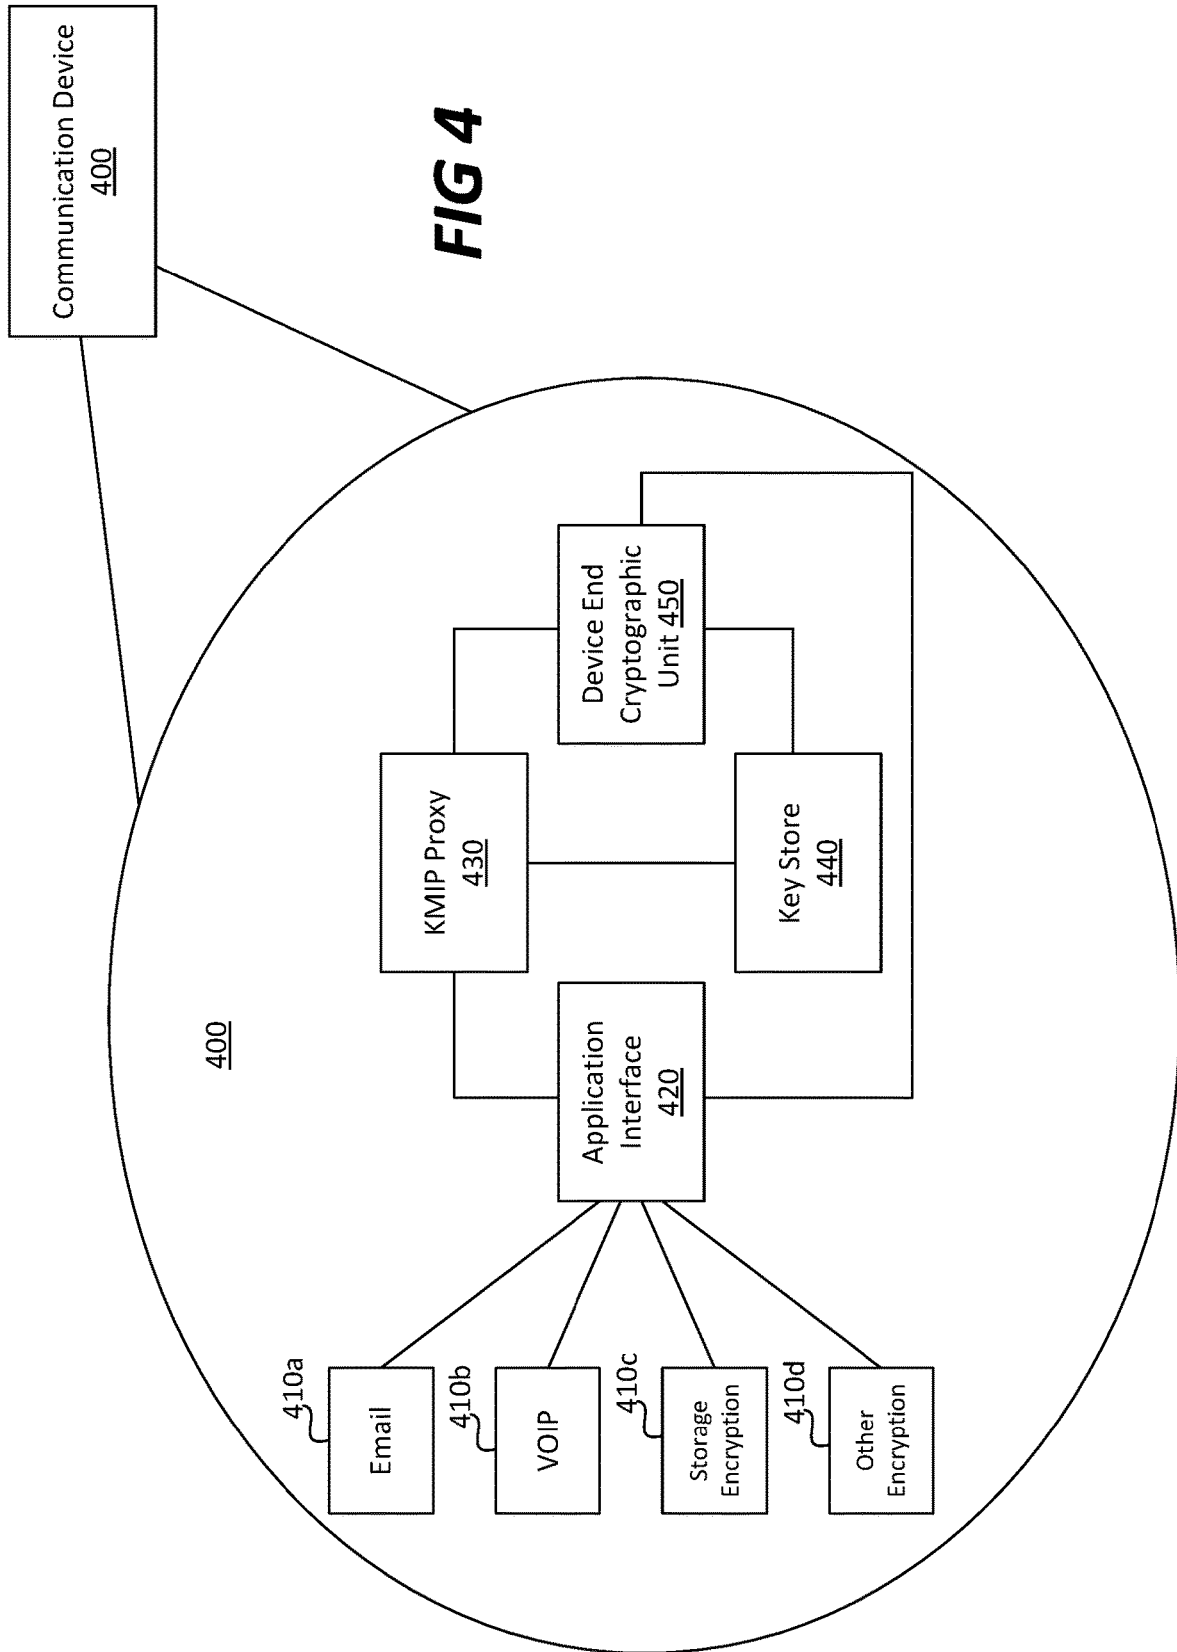 Communication Device
400
400
410a
Email
410b
VOIP
410c
Storage
Encryption
410d
Other
Encryption
Application
Interface
420
KMIP Proxy
430
Key Store
440
Device End
Cryptographic
Unit 450
FIG 4